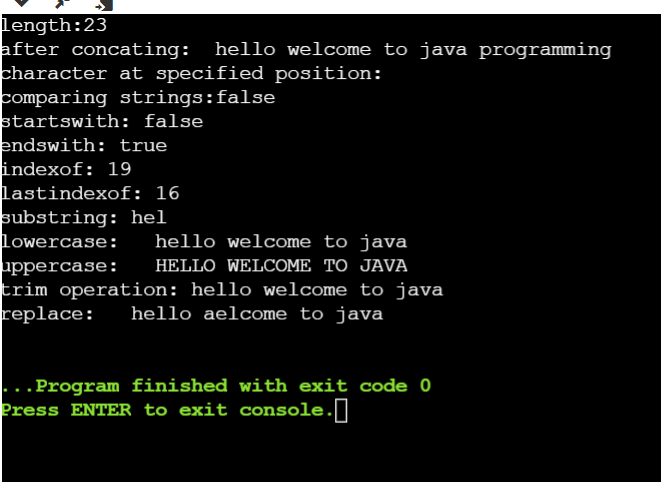 length:23
after concating:  hello welcome to java programming
character at specified position:
comparing strings:false
startswith: false
endswith: true
indexof: 19
lastindexof: 16
substring: hel
lowercase:   hello welcome to java
uppercase:   HELLO WELCOME TO JAVA
trim operation: hello welcome to java
replace:   hello aelcome to java
...Program finished with exit code 0
Press ENTER to exit console.